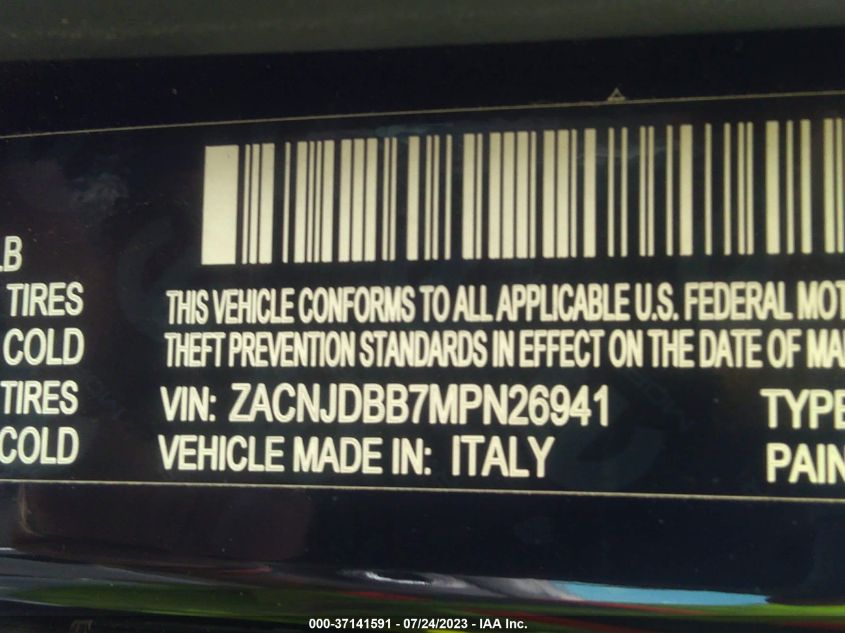 LB
TIRES
COLD
TIRES
COLD
THIS VEHICLE CONFORMS TO ALL APPLICABLE U.S. FEDERAL MOT
THEFT PREVENTION STANDARDS IN EFFECT ON THE DATE OF MA
VIN: ZACNJDBB7MPN26941
TYPE
VEHICLE MADE IN: ITALY
PAIN
000-37141591 - 07/24/2023 - IAA Inc.